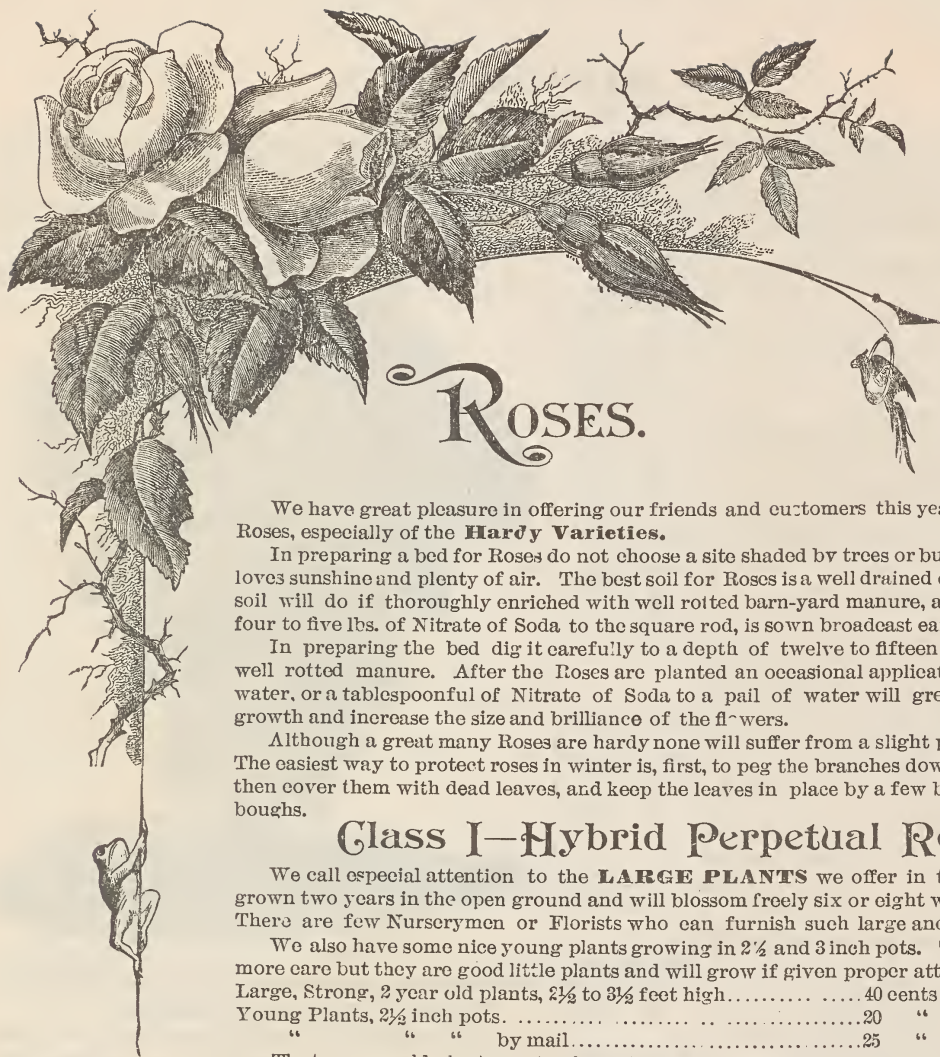 ROSES.
We have great pleasure in offering our friends and customers this
Roses, especially of the Hardy Varieties.
In preparing a bed for Roses do not choose a site shaded by trees or
loves sunshine and plenty of air. The best soil for Roses is a well drained
soil will do if thoroughly enriched with well rotted barn-yard manure,
four to five lbs. of Nitrate of Soda to the square rod, is sown broadcast
In preparing the bed dig it carefully to a depth of twelve to fifteen
well rotted manure. After the Roses are planted an occasional
water, or a tablespoonful of Nitrate of Soda to a pail of water will
growth and increase the size and brilliance of the flowers.
Although a great many Roses are hardy none will suffer from a slight
The easiest way to protect roses in winter is, first, to peg the branches
then cover them with dead leaves, and keep the leaves in place by a few
boughs.
Class I—Hybrid Perpetual
We call especial attention to the LARGE PLANTS we offer in
grown two years in the open ground and will blossom freely six or eight
There are few Nurserymen or Florists who can furnish such large
We also have some nice young plants growing in 2½ and 3 inch pots.
more care but they are good little plants and will grow if given proper
Large, Strong, 2 year old plants, 2½ to 3½ feet high.......... .....40 cents
Young Plants, 2½ inch pots. ............................................20 “
“ “ “ by mail.......................................25 “